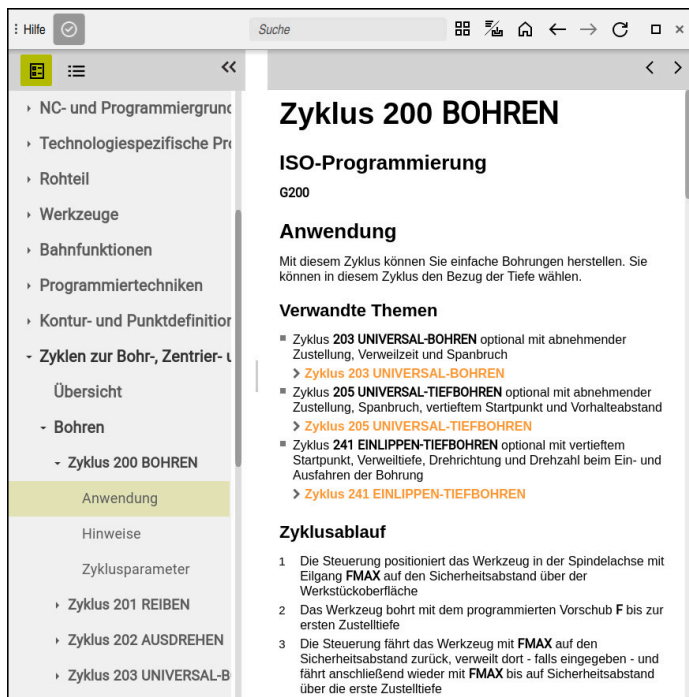 Hilfe
Suche
NC- und Programmiergrund
Technologiespezifische Pro
Rohteil
Werkzeuge
Bahnfunktionen
Programmiertechniken
Kontur- und Punktdefinition
Zyklen zur Bohr-, Zentrier- u
Übersicht
Bohren
Zyklus 200 BOHREN
Anwendung
Hinweise
Zyklusparameter
Zyklus 201 REIBEN
Zyklus 202 AUSDREHEN
Zyklus 203 UNIVERSAL-B
Zyklus 200 BOHREN
ISO-Programmierung
G200
Anwendung
Mit diesem Zyklus können Sie einfache Bohrungen herstellen. Sie
können in diesem Zyklus den Bezug der Tiefe wählen.
Verwandte Themen
Zyklus 203 UNIVERSAL-BOHREN optional mit abnehmender
Zustellung, Verweilzeit und Spanbruch
Zyklus 203 UNIVERSAL-BOHREN
Zyklus 205 UNIVERSAL-TIEFBOHREN optional mit abnehmender
Zustellung, Spanbruch, vertieftem Startpunkt und Vorhalteabstand
Zyklus 205 UNIVERSAL-TIEFBOHREN
Zyklus 241 EINLIPPEN-TIEFBOHREN optional mit vertieftem
Startpunkt, Verweiltiefe, Drehrichtung und Drehzahl beim Ein- und
Ausfahren der Bohrung
Zyklus 241 EINLIPPEN-TIEFBOHREN
Zyklusablauf
1 Die Steuerung positioniert das Werkzeug in der Spindelachse mit
Eilgang FMAX auf den Sicherheitsabstand über der
Werkstückoberfläche
2 Das Werkzeug bohrt mit dem programmierten Vorschub F bis zur
ersten Zustelltiefe
3 Die Steuerung fährt das Werkzeug mit FMAX auf den
Sicherheitsabstand zurück, verweilt dort - falls eingegeben - und
fährt anschließend wieder mit FMAX bis auf Sicherheitsabstand
über die erste Zustelltiefe